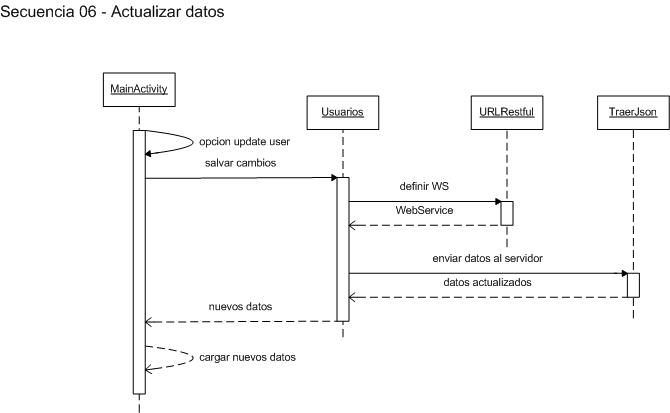 Secuencia 06 - Actualizar datos
MainActivity
Usuarios
URLRestful
TraerJson
opcion update user
salvar cambios
definir WS
WebService
enviar datos al servidor
datos actualizados
nuevos datos
cargar nuevos datos